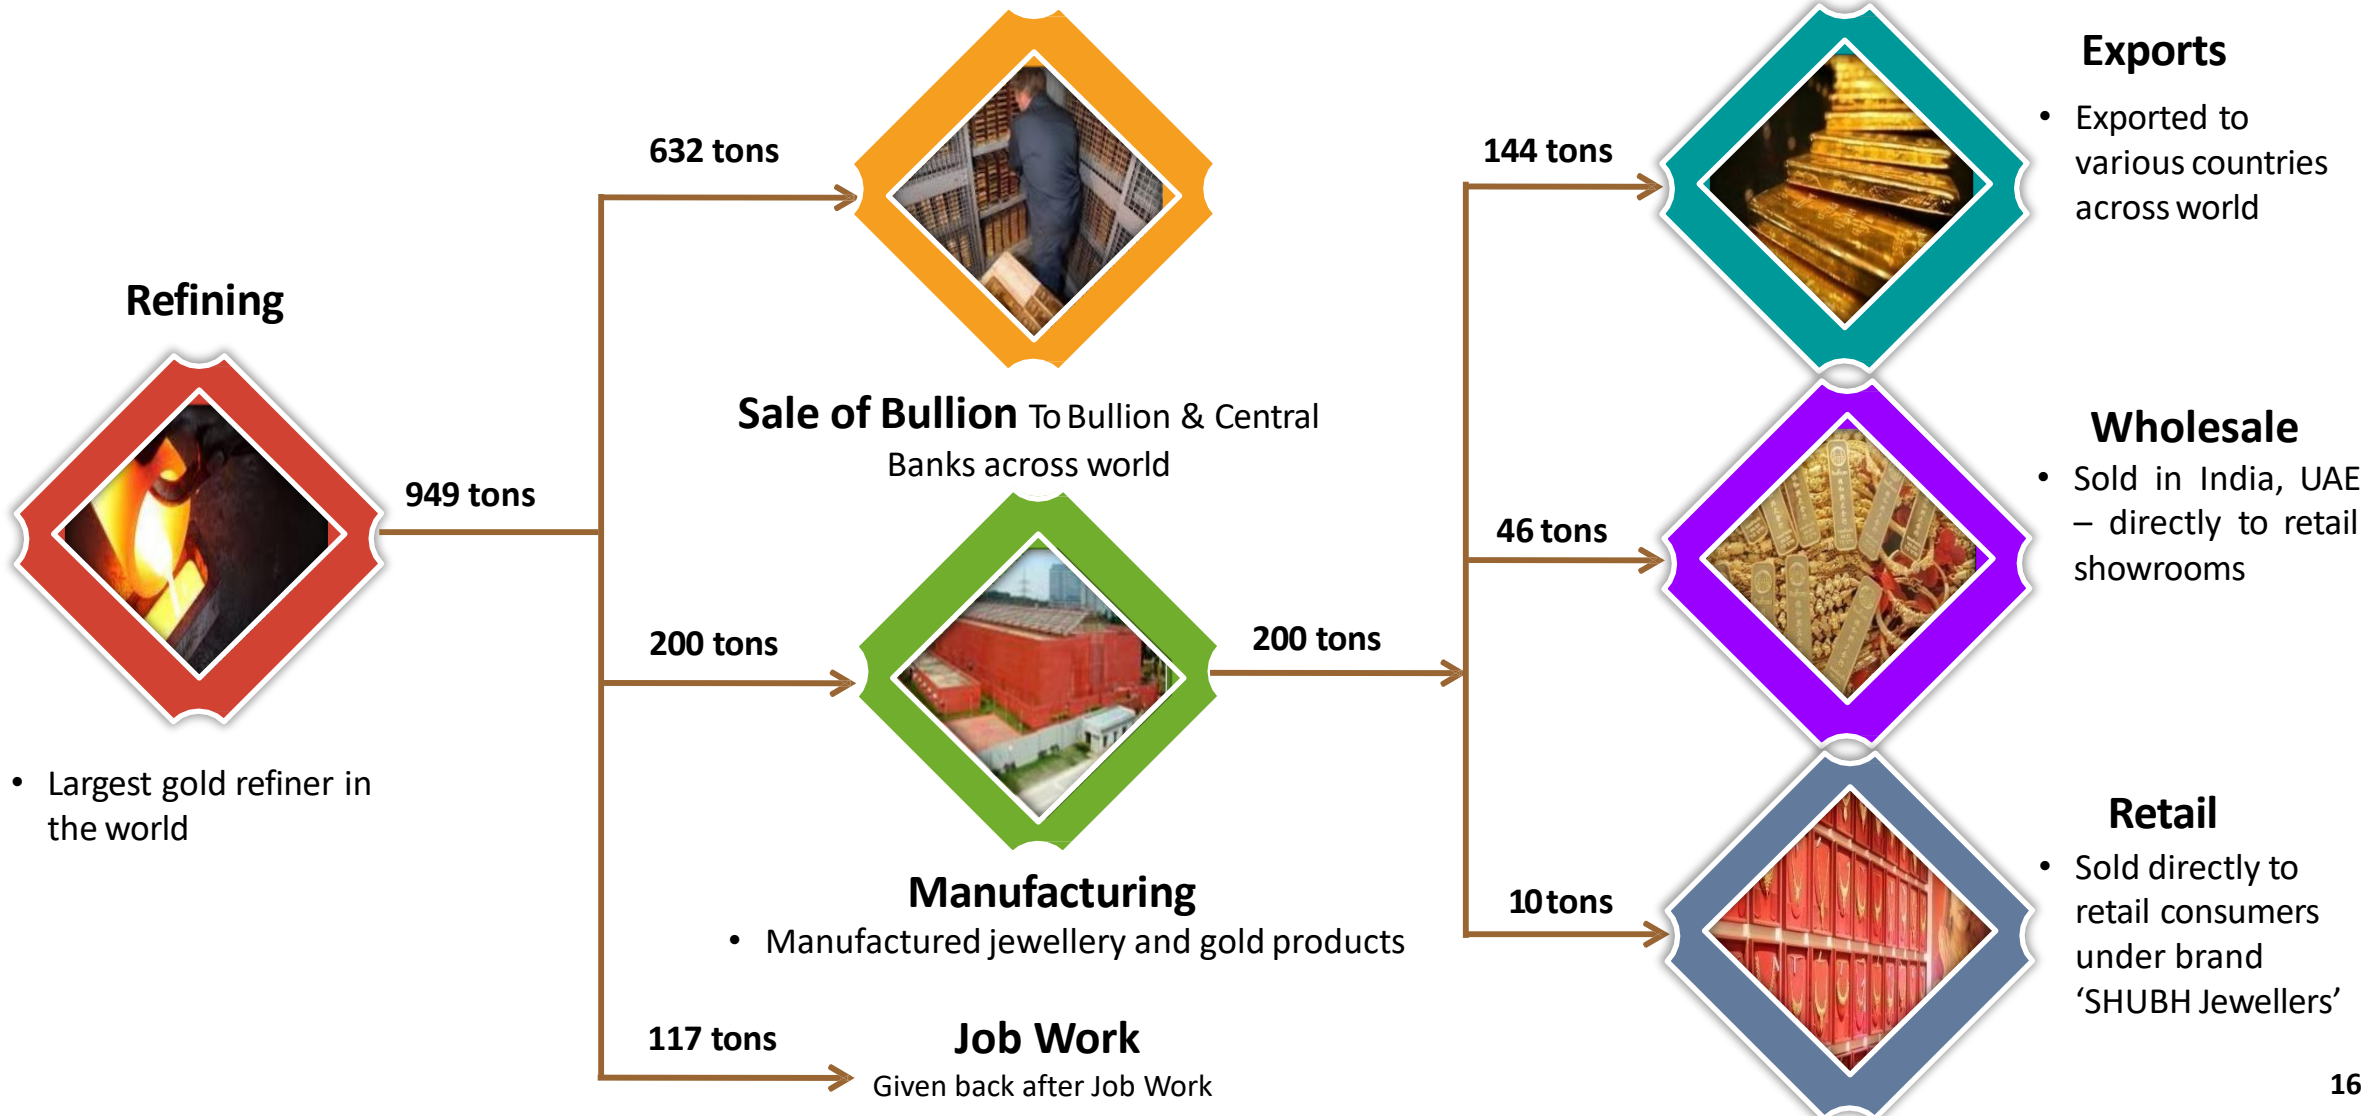 Refining
949 tons
• Largest gold refiner in
the world
632 tons
Sale of Bullion To Bullion & Central
Banks across world
200 tons
Manufacturing
• Manufactured jewellery and gold products
117 tons
Job Work
Given back after Job Work
200 tons
144 tons
Exports
• Exported to
various countries
across world
46 tons
Wholesale
• Sold in India, UAE
– directly to retail
showrooms
10 tons
Retail
• Sold directly to
retail consumers
under brand
‘SHUBH Jewellers’
16